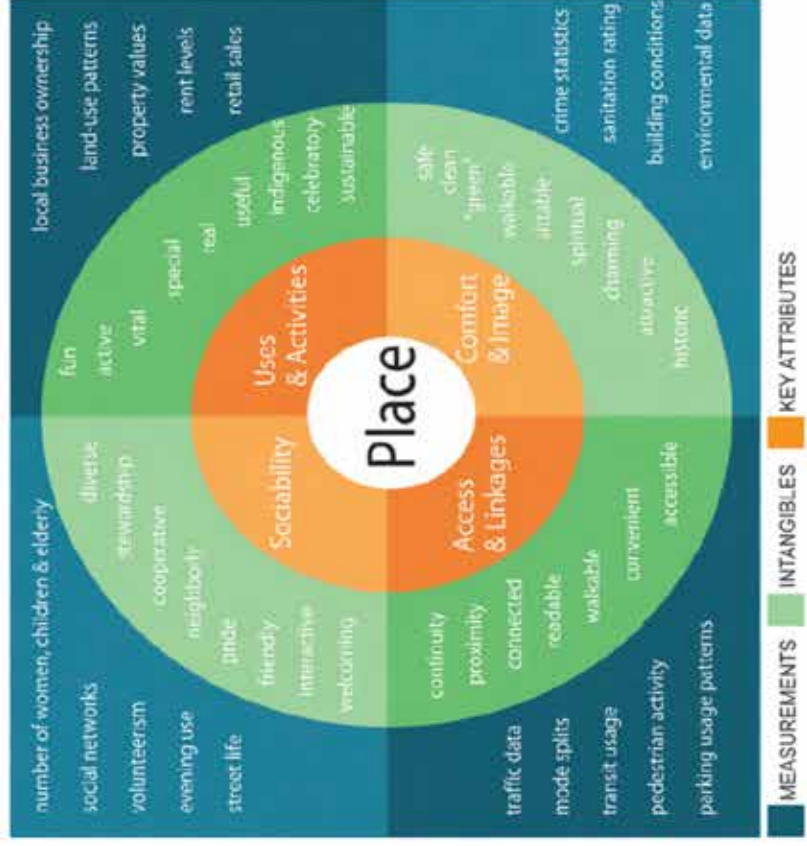 number of women, children & elderly
social networks
volunteerism
evening use
street life
local business ownership
land-use patterns
property values
rent levels
retail sales
diverse
stewardship
cooperative
neighborly
pride
friendly
interactive
welcoming
fun
active
vital
special
real
useful
indigenous
celebratory
sustainable
Sociability
Uses
& Activities
Place
Access
& Linkages
Comfort
& Image
continuity
proximity
connected
readable
walkable
convenient
accessible
safe
clean
"green"
walkable
sittable
spiritual
charming
attractive
historic
traffic data
mode splits
transit usage
pedestrian activity
parking usage patterns
crime statistics
sanitation rating
building conditions
environmental data
MEASUREMENTS
INTANGIBLES
KEY ATTRIBUTES